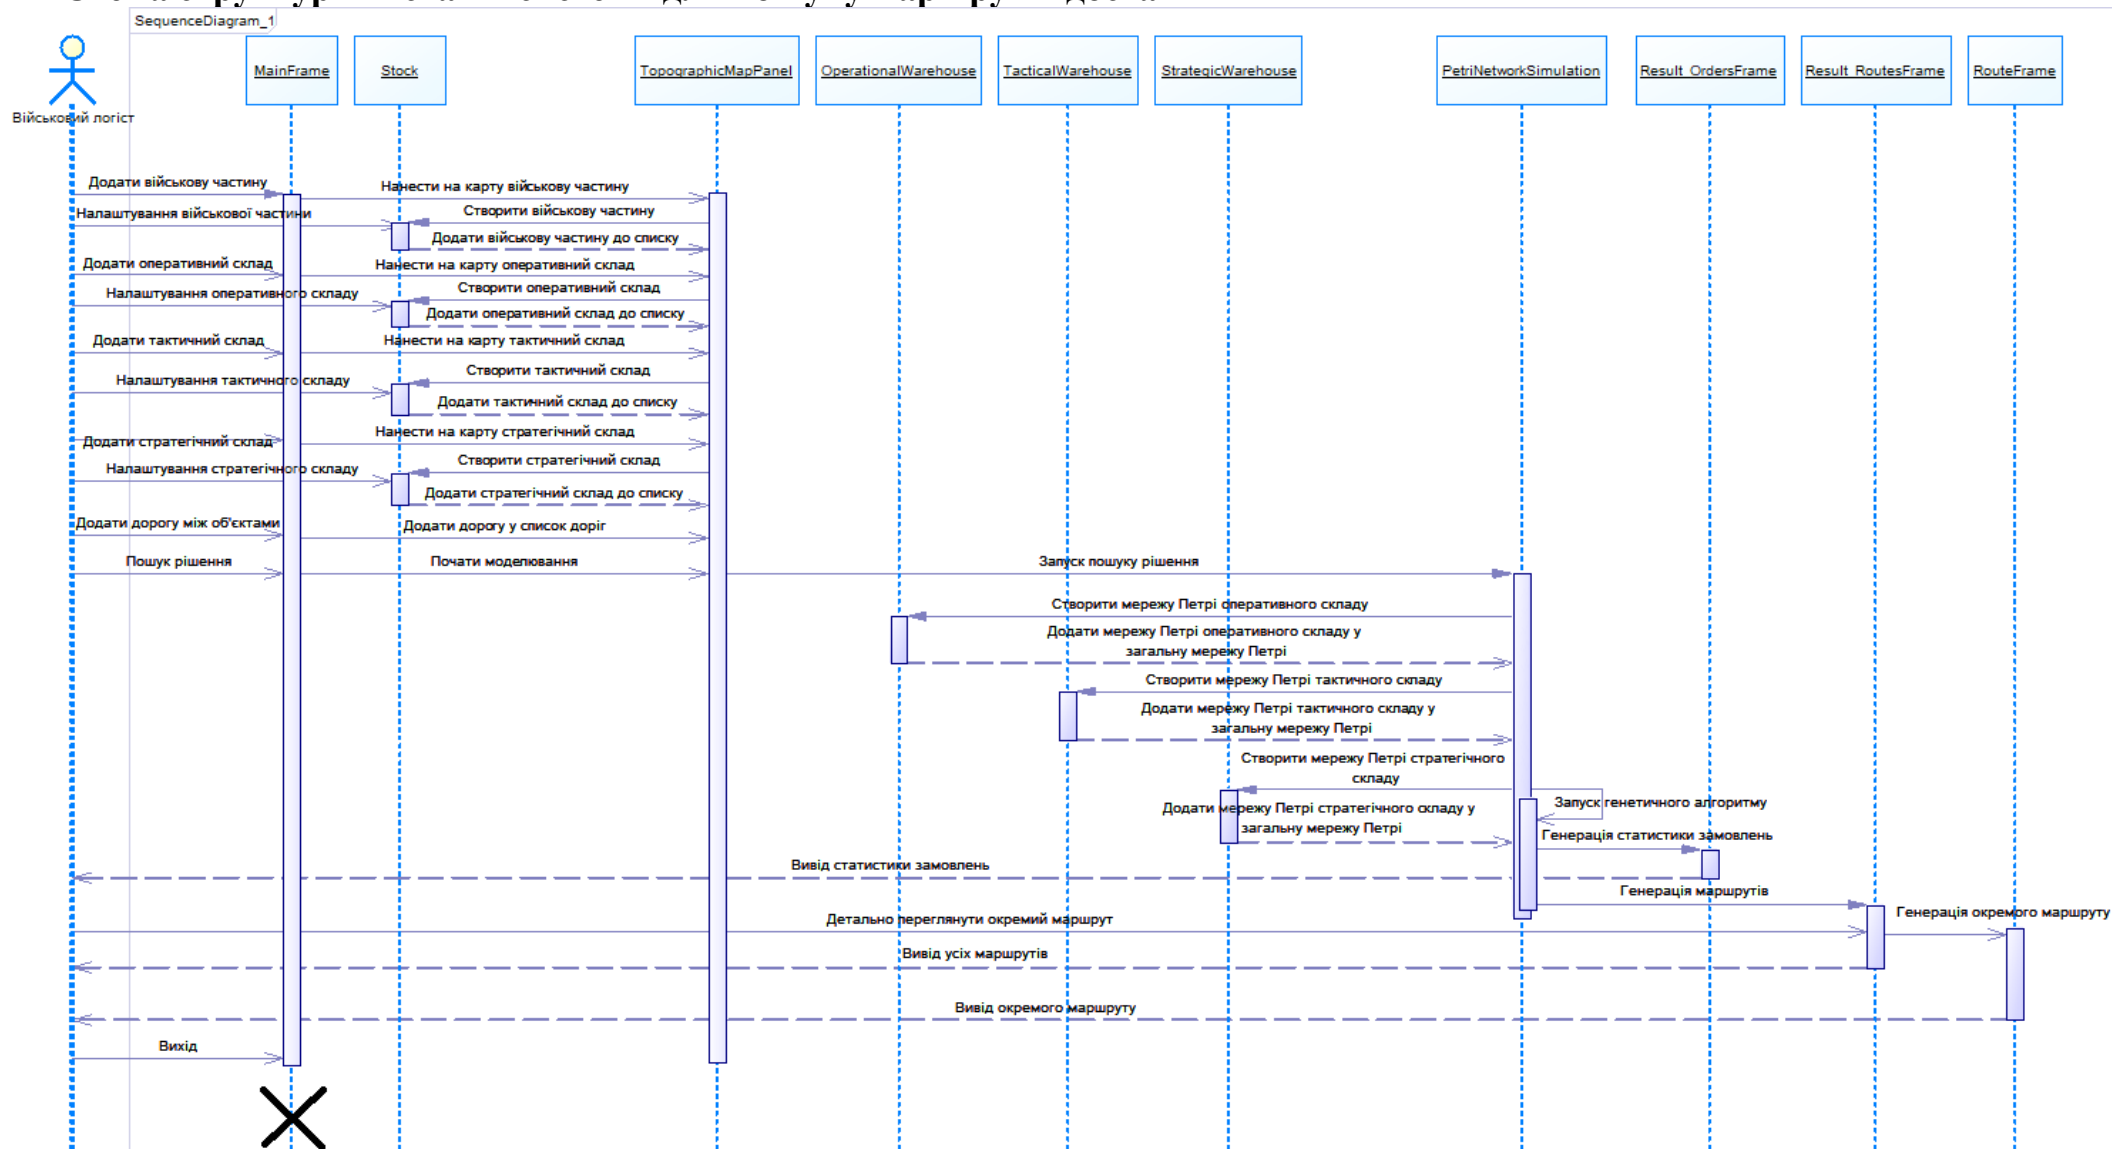 SequenceDiagram_1
Військовий логіст
MainFrame
Stock
TopographicMapPanel
OperationalWarehouse
TacticalWarehouse
StrategicWarehouse
PetriNetworkSimulation
Result_OrdersFrame
Result_RoutesFrame
RouteFrame
Додати військову частину
Нанести на карту військову частину
Налаштування військової частини
Створити військову частину
Додати військову частину до списку
Додати оперативний склад
Нанести на карту оперативний склад
Налаштування оперативного складу
Створити оперативний склад
Додати оперативний склад до списку
Додати тактичний склад
Нанести на карту тактичний склад
Налаштування тактичного складу
Створити тактичний склад
Додати тактичний склад до списку
Додати стратегічний склад
Нанести на карту стратегічний склад
Налаштування стратегічного складу
Створити стратегічний склад
Додати стратегічний склад до списку
Додати дорогу між об'єктами
Додати дорогу у список доріг
Пошук рішення
Почати моделювання
Запуск пошуку рішення
Створити мережу Петрі оперативного складу
Додати мережу Петрі оперативного складу у
загальну мережу Петрі
Створити мережу Петрі тактичного складу
Додати мережу Петрі тактичного складу у
загальну мережу Петрі
Створити мережу Петрі стратегічного
складу
Запуск генетичного алгоритму
Додати мережу Петрі стратегічного складу у
загальну мережу Петрі
Генерація статистики замовлень
Вивід статистики замовлень
Генерація маршрутів
Детально переглянути окремий маршрут
Генерація окремого маршруту
Вивід усіх маршрутів
Вивід окремого маршруту
Вихід